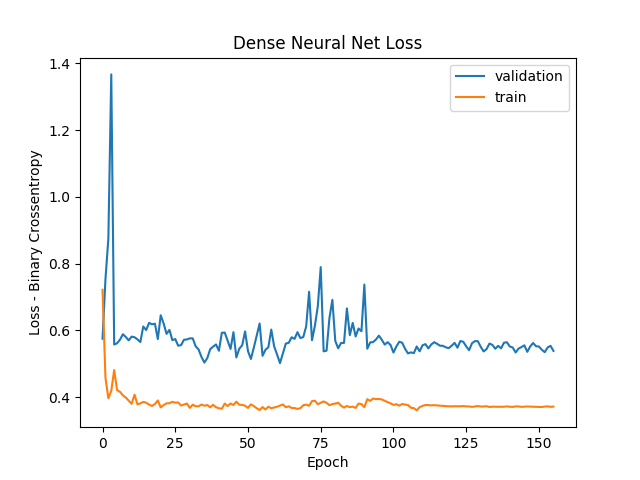 Dense Neural Net Loss
validation
train
Loss - Binary Crossentropy
1.4
1.2
1.0
0.8
0.6
0.4
0 25 50 75 100 125 150
Epoch